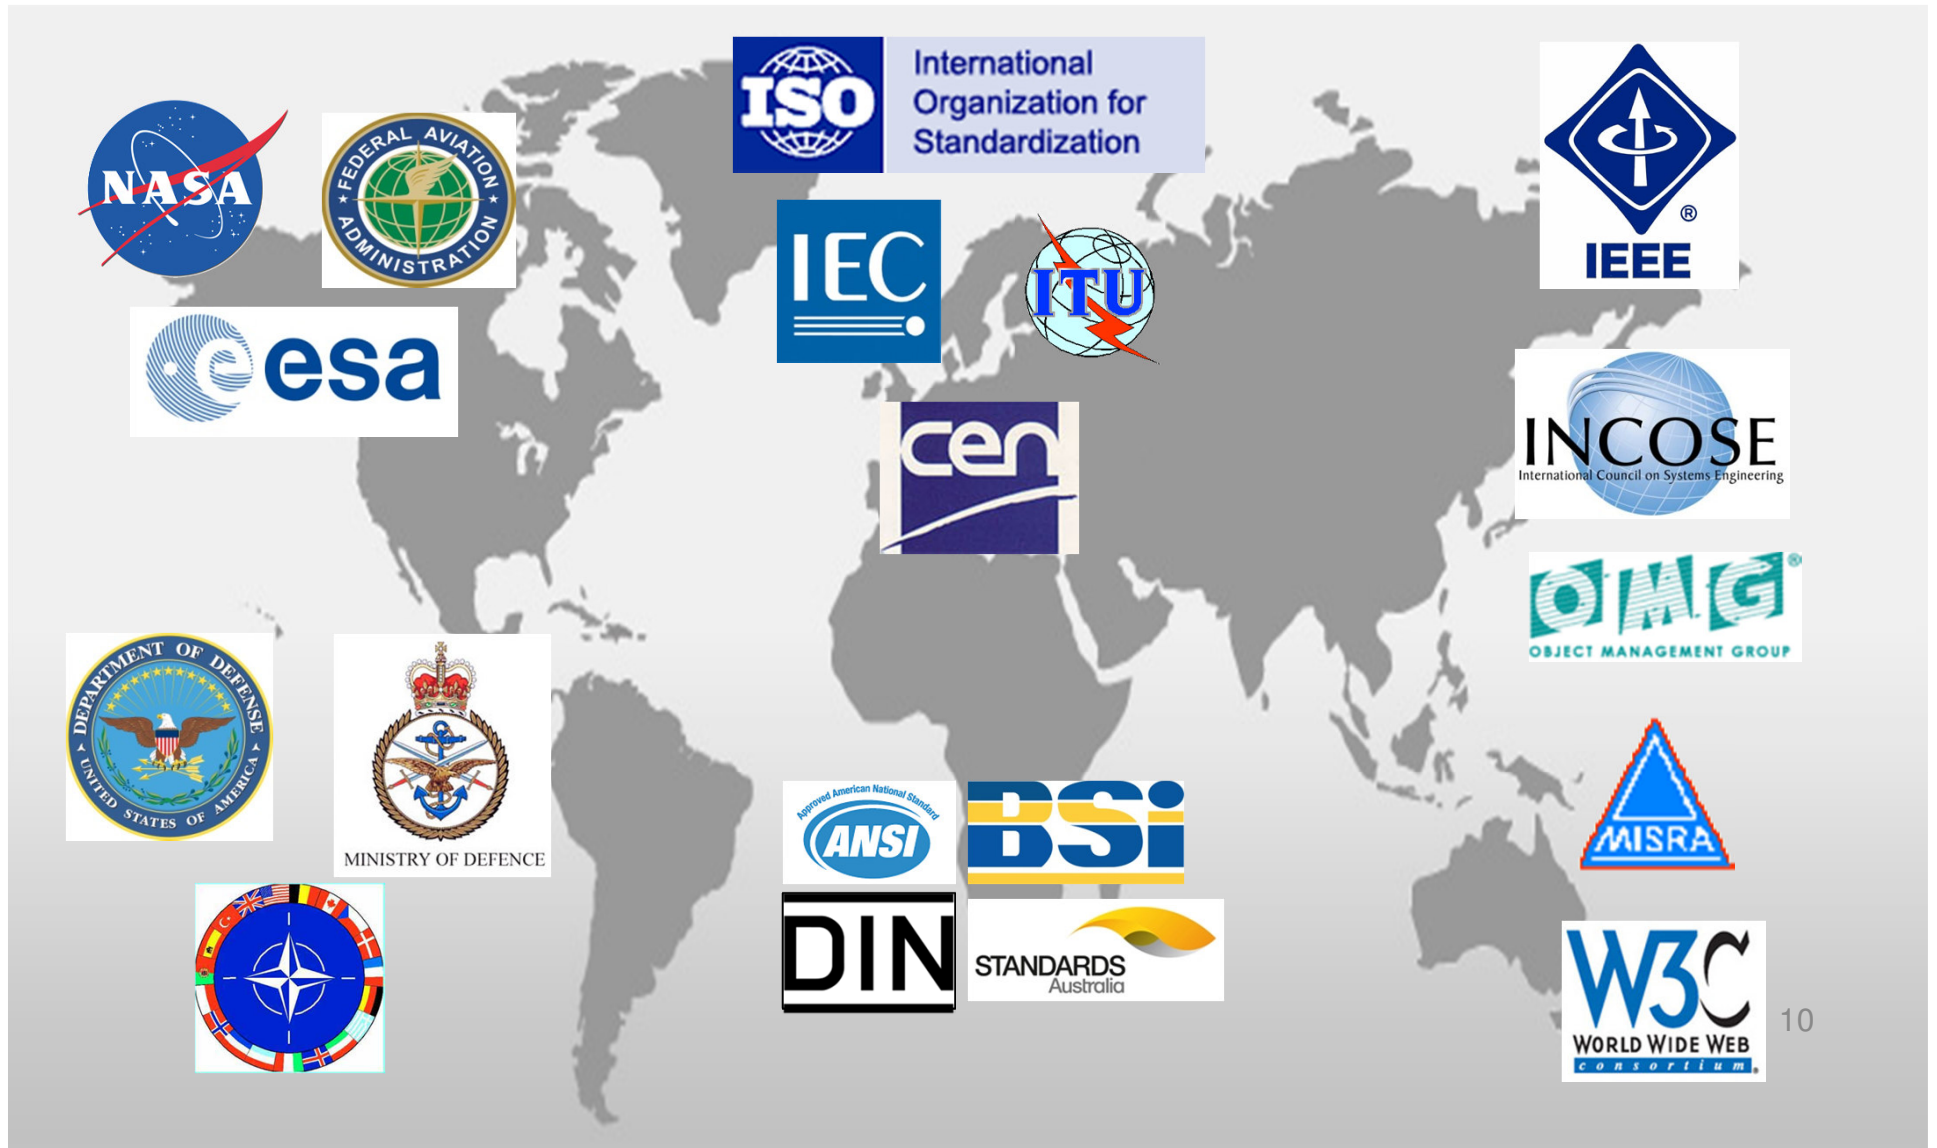 NASA
FEDERAL AVIATION
ADMINISTRATION
esa
ISO
International
Organization for
Standardization
IEC
ITU
cen
IEEE
®
INCOSE
International Council on Systems Engineering
OMG®
OBJECT MANAGEMENT GROUP
DEPARTMENT OF DEFENSE
UNITED STATES OF AMERICA
MINISTRY OF DEFENCE
Approved American National Standard
ANSI
BSi
DIN
STANDARDS
Australia
MISRA
W3C
WORLD WIDE WEB
consortium®
10